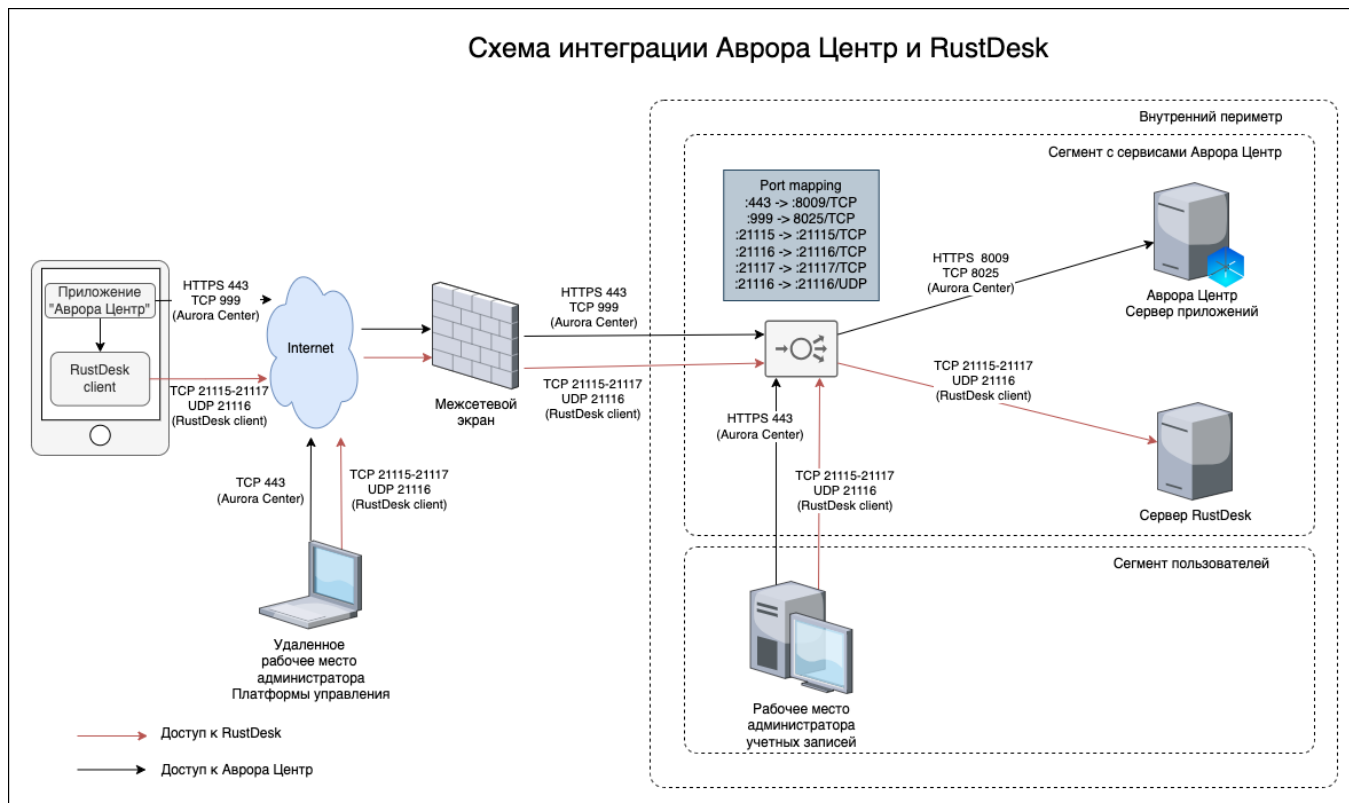 Схема интеграции Аврора Центр и RustDesk
Внутренний периметр
Сегмент с сервисами Аврора Центр
Port mapping
:443 -> :8009/TCP
:999 -> 8025/TCP
:21115 -> :21115/TCP
:21116 -> :21116/TCP
:21117 -> :21117/TCP
:21116 -> :21116/UDP
Приложение
"Аврора Центр"
RustDesk
client
HTTPS 443
TCP 999
(Aurora Center)
TCP 21115-21117
UDP 21116
(RustDesk client)
Internet
Межсетевой
экран
HTTPS 443
TCP 999
(Aurora Center)
TCP 21115-21117
UDP 21116
(RustDesk client)
HTTPS 8009
TCP 8025
(Aurora Center)
Аврора Центр
Сервер приложений
TCP 21115-21117
UDP 21116
(RustDesk client)
Сервер RustDesk
TCP 443
(Aurora Center)
TCP 21115-21117
UDP 21116
(RustDesk client)
HTTPS 443
(Aurora Center)
TCP 21115-21117
UDP 21116
(RustDesk client)
Сегмент пользователей
Удаленное
рабочее место
администратора
Платформы управления
Рабочее место
администратора
учетных записей
Доступ к RustDesk
Доступ к Аврора Центр